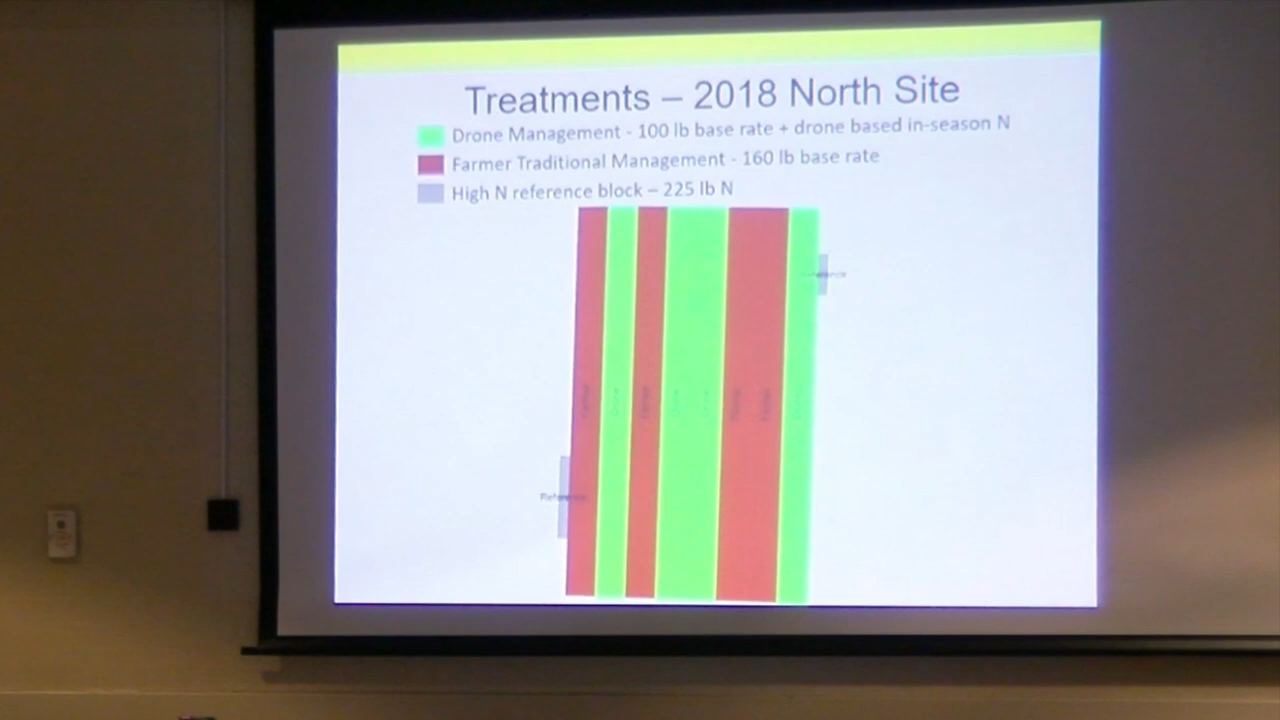 Treatments – 2018 North Site
Drone Management - 100 lb base rate + drone based in-season N
Farmer Traditional Management - 160 lb base rate
High N reference block – 225 lb N